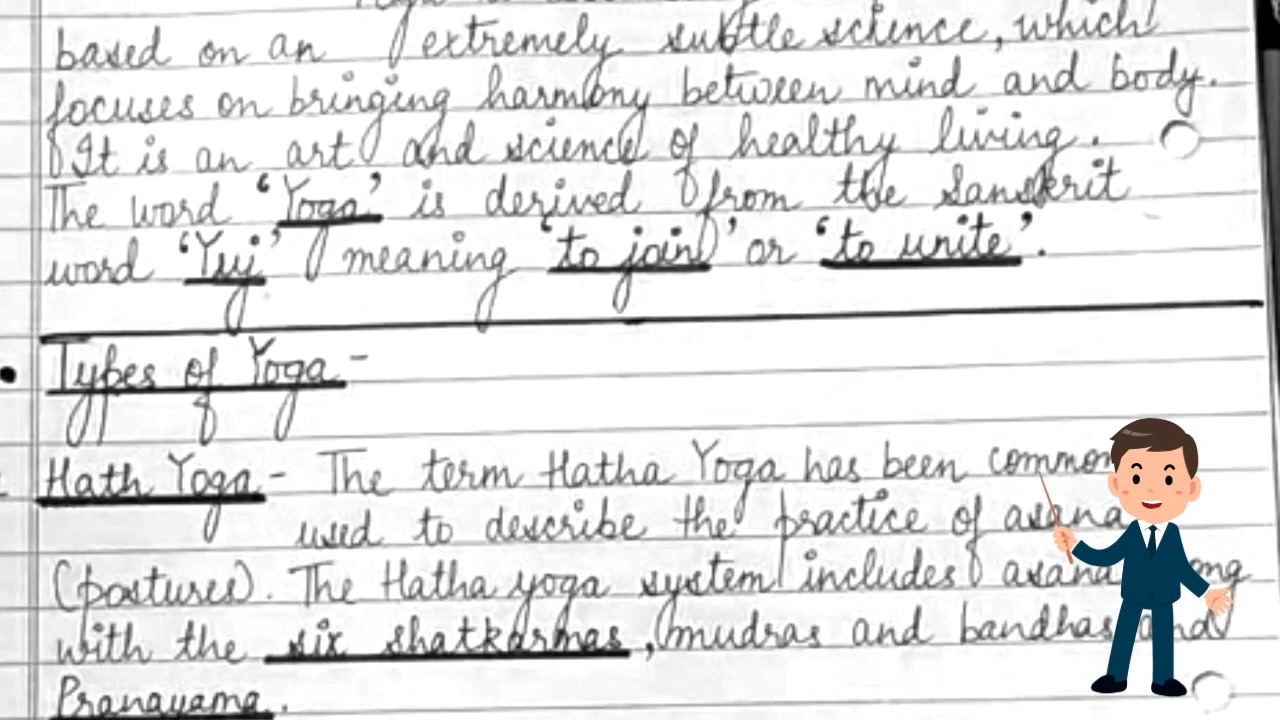 based on an extremely subtle science, which
focuses on bringing harmony between mind and body.
It is an art and science of healthy living.
The word ‘Yoga’ is derived from the Sanskrit
word ‘Yuj’ meaning ‘to join’ or ‘to unite’.
Types of Yoga -
Hath Yoga - The term Hatha Yoga has been common
used to describe the practice of asana
(postures). The Hatha yoga system includes asana
with the six shatkarmas, mudras and bandhas and
Pranayama.